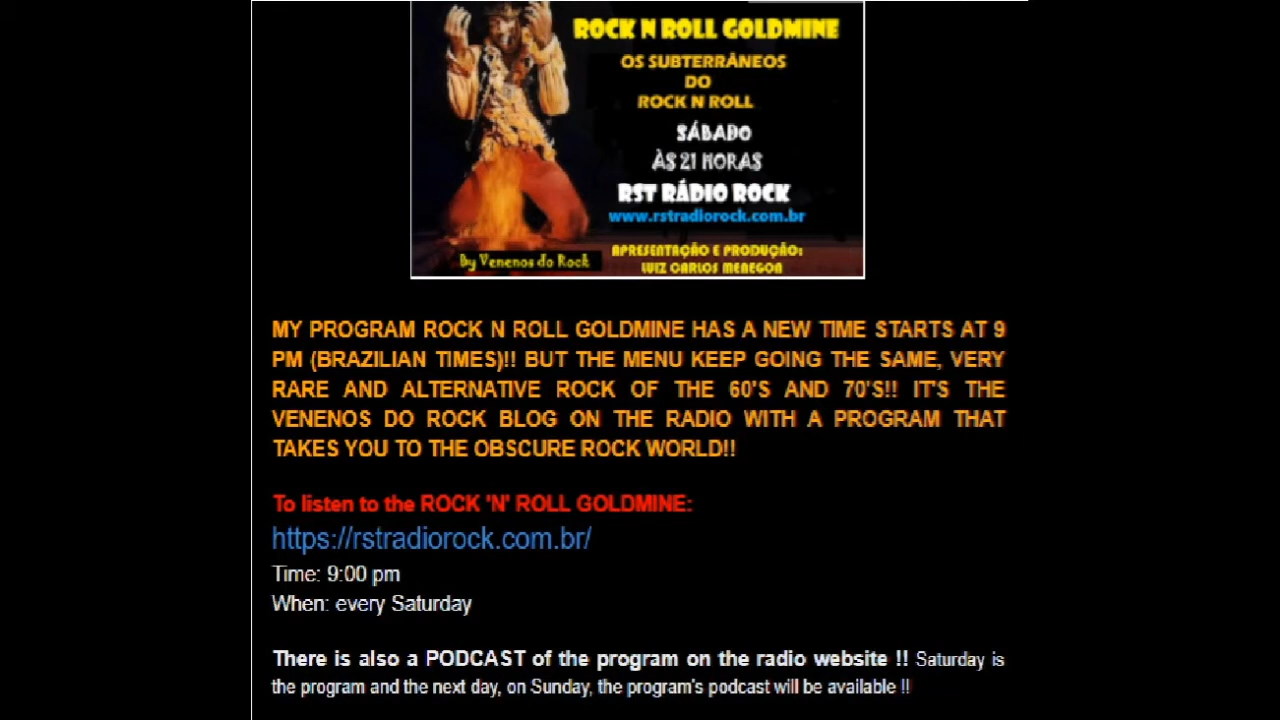 ROCK N ROLL GOLDMINE
OS SUBTERRÂNEOS
DO
ROCK N ROLL
SÁBADO
ÀS 21 HORAS
RST RÁDIO ROCK
www.rstradiorock.com.br
APRESENTAÇÃO E PRODUÇÃO:
LUIZ CARLOS MENEGON
By Venenos do Rock
MY PROGRAM ROCK N ROLL GOLDMINE HAS A NEW TIME STARTS AT 9
PM (BRAZILIAN TIMES)!! BUT THE MENU KEEP GOING THE SAME, VERY
RARE AND ALTERNATIVE ROCK OF THE 60'S AND 70'S!! IT'S THE
VENENOS DO ROCK BLOG ON THE RADIO WITH A PROGRAM THAT
TAKES YOU TO THE OBSCURE ROCK WORLD!!
To listen to the ROCK 'N' ROLL GOLDMINE:
https://rstradiorock.com.br/
Time: 9:00 pm
When: every Saturday
There is also a PODCAST of the program on the radio website !! Saturday is
the program and the next day, on Sunday, the program's podcast will be available !!